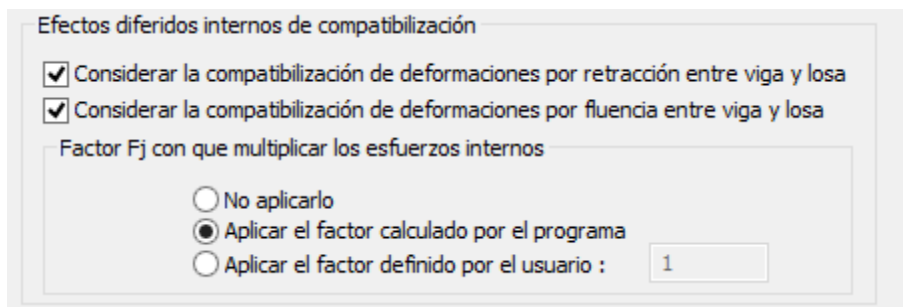 Efectos diferidos internos de compatibilización
Considerar la compatibilización de deformaciones por retracción entre viga y losa
Considerar la compatibilización de deformaciones por fluencia entre viga y losa
Factor Fj con que multiplicar los esfuerzos internos
No aplicarlo
Aplicar el factor calculado por el programa
Aplicar el factor definido por el usuario : 1